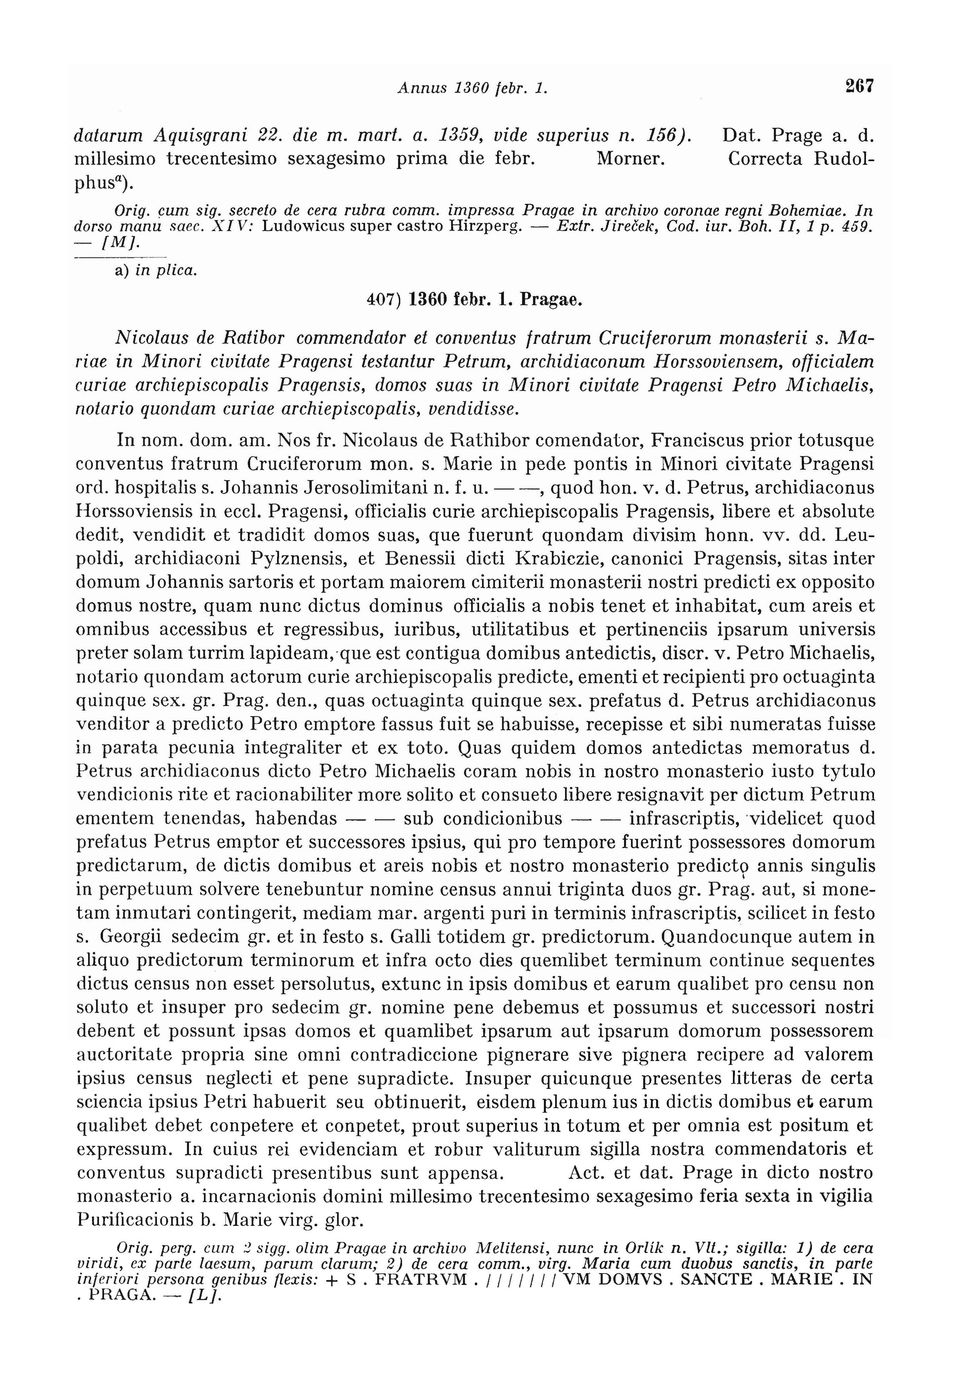 Annus 1360 febr. 1. 267
datarum Aquisgrani 22. die m. mart. a. 1359, vide superius n. 156). Dat. Prage a. d.
millesimo trecentesimo sexagesimo prima die febr. Morner. Correcta Rudol-
phusa).
Orig. cum sig. secreto de cera rubra comm. impressa Pragae in archivo coronae regni Bohemiae. In
dorso manu saec. XIV: Ludowicus super castro Hirzperg. — Extr. Jireček, Cod. iur. Boh. II, 1 p. 459.
— [M].
a) in plica.
407) 1360 febr. 1. Pragae.
Nicolaus de Ratibor commendator et conventus fratrum Cruciferorum monasterii s. Ma-
riae in Minori civitate Pragensi testantur Petrum, archidiaconum Horssoviensem, officialem
curiae archiepiscopalis Pragensis, domos suas in Minori civitate Pragensi Petro Michaelis,
notario quondam curiae archiepiscopalis, vendidisse.
In nom. dom. am. Nos fr. Nicolaus de Rathibor comendator, Franciscus prior totusque
conventus fratrum Cruciferorum mon. s. Marie in pede pontis in Minori civitate Pragensi
ord. hospitalis s. Johannis Jerosolimitani n. f. u. — —, quod hon. v. d. Petrus, archidiaconus
Horssoviensis in eccl. Pragensi, officialis curie archiepiscopalis Pragensis, libere et absolute
dedit, vendidit et tradidit domos suas, que fuerunt quondam divisim honn. vv. dd. Leu-
poldi, archidiaconi Pylznensis, et Benessii dicti Krabiczie, canonici Pragensis, sitas inter
domum Johannis sartoris et portam maiorem cimiterii monasterii nostri predicti ex opposito
domus nostre, quam nunc dictus dominus officialis a nobis tenet et inhabitat, cum areis et
omnibus accessibus et regressibus, iuribus, utilitatibus et pertinenciis ipsarum universis
preter solam turrim lapideam, que est contigua domibus antedictis, discr. v. Petro Michaelis,
notario quondam actorum curie archiepiscopalis predicte, ementi et recipienti pro octuaginta
quinque sex. gr. Prag. den., quas octuaginta quinque sex. prefatus d. Petrus archidiaconus
venditor a predicto Petro emptore fassus fuit se habuisse, recepisse et sibi numeratas fuisse
in parata pecunia integraliter et ex toto. Quas quidem domos antedictas memoratus d.
Petrus archidiaconus dicto Petro Michaelis coram nobis in nostro monasterio iusto tytulo
vendicionis rite et racionabiliter more solito et consueto libere resignavit per dictum Petrum
ementem tenendas, habendas — — sub condicionibus — — infrascriptis, videlicet quod
prefatus Petrus emptor et successores ipsius, qui pro tempore fuerint possessores domorum
predictarum, de dictis domibus et areis nobis et nostro monasterio predicto annis singulis
in perpetuum solvere tenebuntur nomine census annui triginta duos gr. Prag. aut, si mone-
tam inmutari contingerit, mediam mar. argenti puri in terminis infrascriptis, scilicet in festo
s. Georgii sedecim gr. et in festo s. Galli totidem gr. predictorum. Quandocunque autem in
aliquo predictorum terminorum et infra octo dies quemlibet terminum continue sequentes
dictus census non esset persolutus, extunc in ipsis domibus et earum qualibet pro censu non
soluto et insuper pro sedecim gr. nomine pene debemus et possumus et successori nostri
debent et possunt ipsas domos et quamlibet ipsarum aut ipsarum domorum possessorem
auctoritate propria sine omni contradiccione pignerare sive pignera recipere ad valorem
ipsius census neglecti et pene supradicte. Insuper quicunque presentes litteras de certa
sciencia ipsius Petri habuerit seu obtinuerit, eisdem plenum ius in dictis domibus et earum
qualibet debet conpetere et conpetet, prout superius in totum et per omnia est positum et
expressum. In cuius rei evidenciam et robur valiturum sigilla nostra commendatoris et
conventus supradicti presentibus sunt appensa. Act. et dat. Prage in dicto nostro
monasterio a. incarnacionis domini millesimo trecentesimo sexagesimo feria sexta in vigilia
Purificacionis b. Marie virg. glor.
Orig. perg. cum 2 sigg. olim Pragae in archivo Melitensi, nunc in Orlik n. VII.; sigilla: 1) de cera
viridi, ex parte laesum, parum clarum; 2) de cera comm., virg. Maria cum duobus sanctis, in parte
inferiori persona genibus flexis: + S . FRATRVM . / / / / / / / VM DOMVS . SANCTE . MARIE . IN
. PRAGA. — [L].